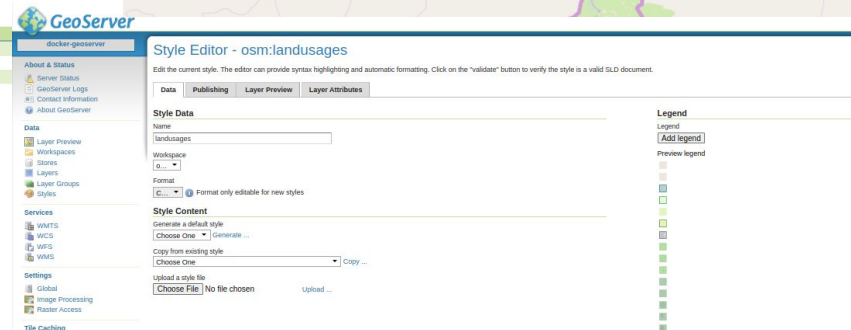 GeoServer
docker-geoserver
About & Status
Server Status
GeoServer Logs
Contact Information
About GeoServer
Data
Layer Preview
Workspaces
Stores
Layers
Layer Groups
Styles
Services
WMTS
WCS
WFS
WMS
Settings
Global
Image Processing
Raster Access
Tile Caching
Style Editor - osm:landusages
Edit the current style. The editor can provide syntax highlighting and automatic formatting. Click on the "validate" button to verify the style is a valid SLD document.
Data Publishing Layer Preview Layer Attributes
Style Data
Name
landusages
Workspace
o...
Format
C... Format only editable for new styles
Style Content
Generate a default style
Choose One Generate ...
Copy from existing style
Choose One Copy ...
Upload a style file
Choose File No file chosen Upload ...
Legend
Legend
Add legend
Preview legend